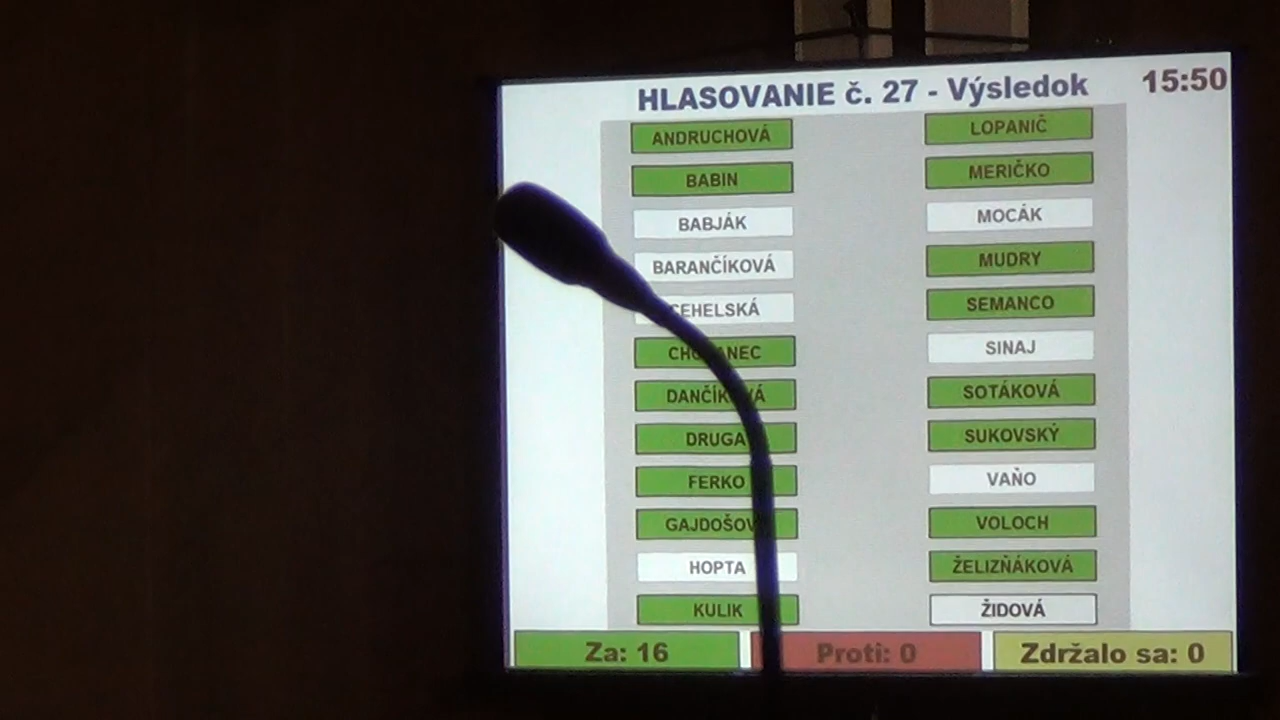 HLASOVANIE č. 27 - Výsledok 15:50
ANDRUCHOVÁ LOPANIČ
BABIN MERIČKO
BABJÁK MOCÁK
BARANČÍKOVÁ MUDRY
CEHELSKÁ SEMANCO
SINAJ
SOTÁKOVÁ
DRUGA SUKOVSKÝ
FERKO VAŇO
VOLOCH
HOPTA ŽELIZŇÁKOVÁ
KULIK ŽIDOVÁ
Za: 16 Proti: 0 Zdržalo sa: 0